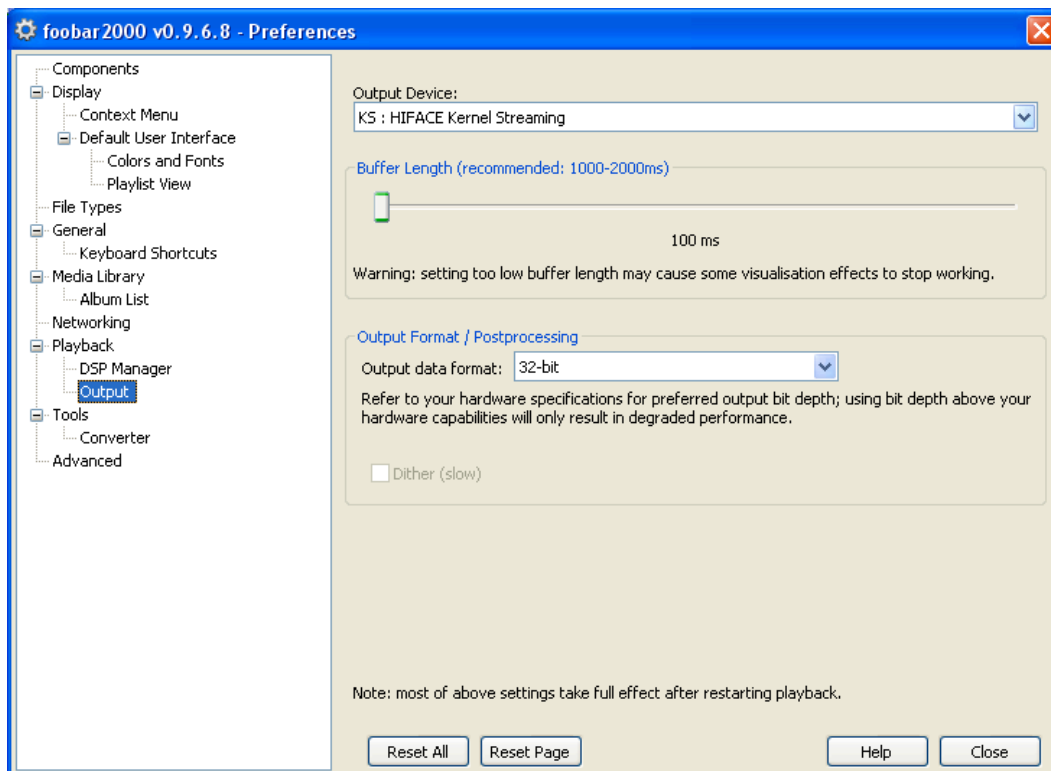 foobar2000 v0.9.6.8 - Preferences
Components
Display
Context Menu
Default User Interface
Colors and Fonts
Playlist View
File Types
General
Keyboard Shortcuts
Media Library
Album List
Networking
Playback
DSP Manager
Output
Tools
Converter
Advanced
Output Device:
KS : HIFACE Kernel Streaming
Buffer Length (recommended: 1000-2000ms)
100 ms
Warning: setting too low buffer length may cause some visualisation effects to stop working.
Output Format / Postprocessing
Output data format: 32-bit
Refer to your hardware specifications for preferred output bit depth; using bit depth above your
hardware capabilities will only result in degraded performance.
Dither (slow)
Note: most of above settings take full effect after restarting playback.
Reset All Reset Page Help Close